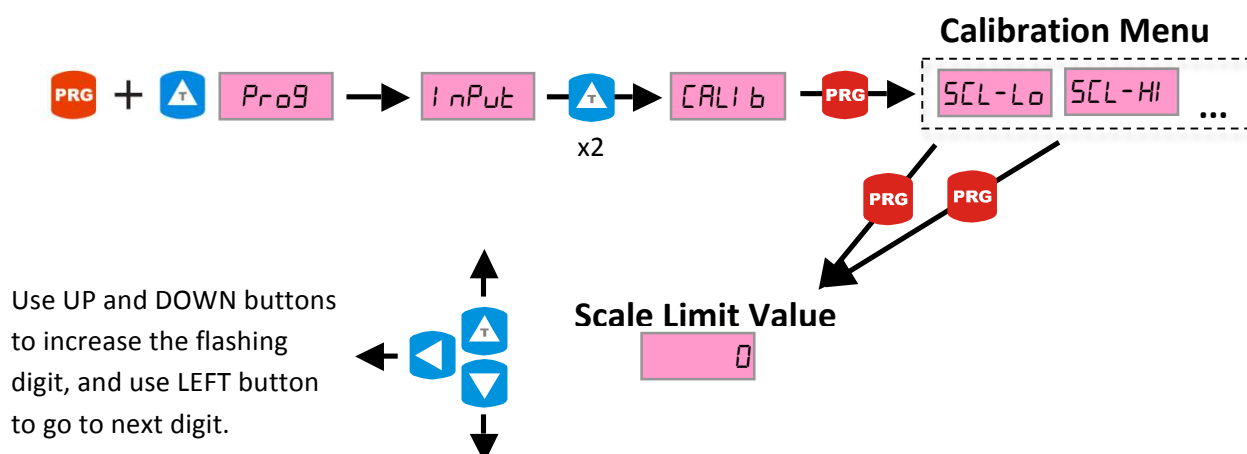 Calibration Menu
PRG + T Prog InPut T CALIb PRG SCL-Lo SCL-HI ...
x2
PRG PRG
Use UP and DOWN buttons
to increase the flashing
digit, and use LEFT button
to go to next digit.
T
Scale Limit Value
0